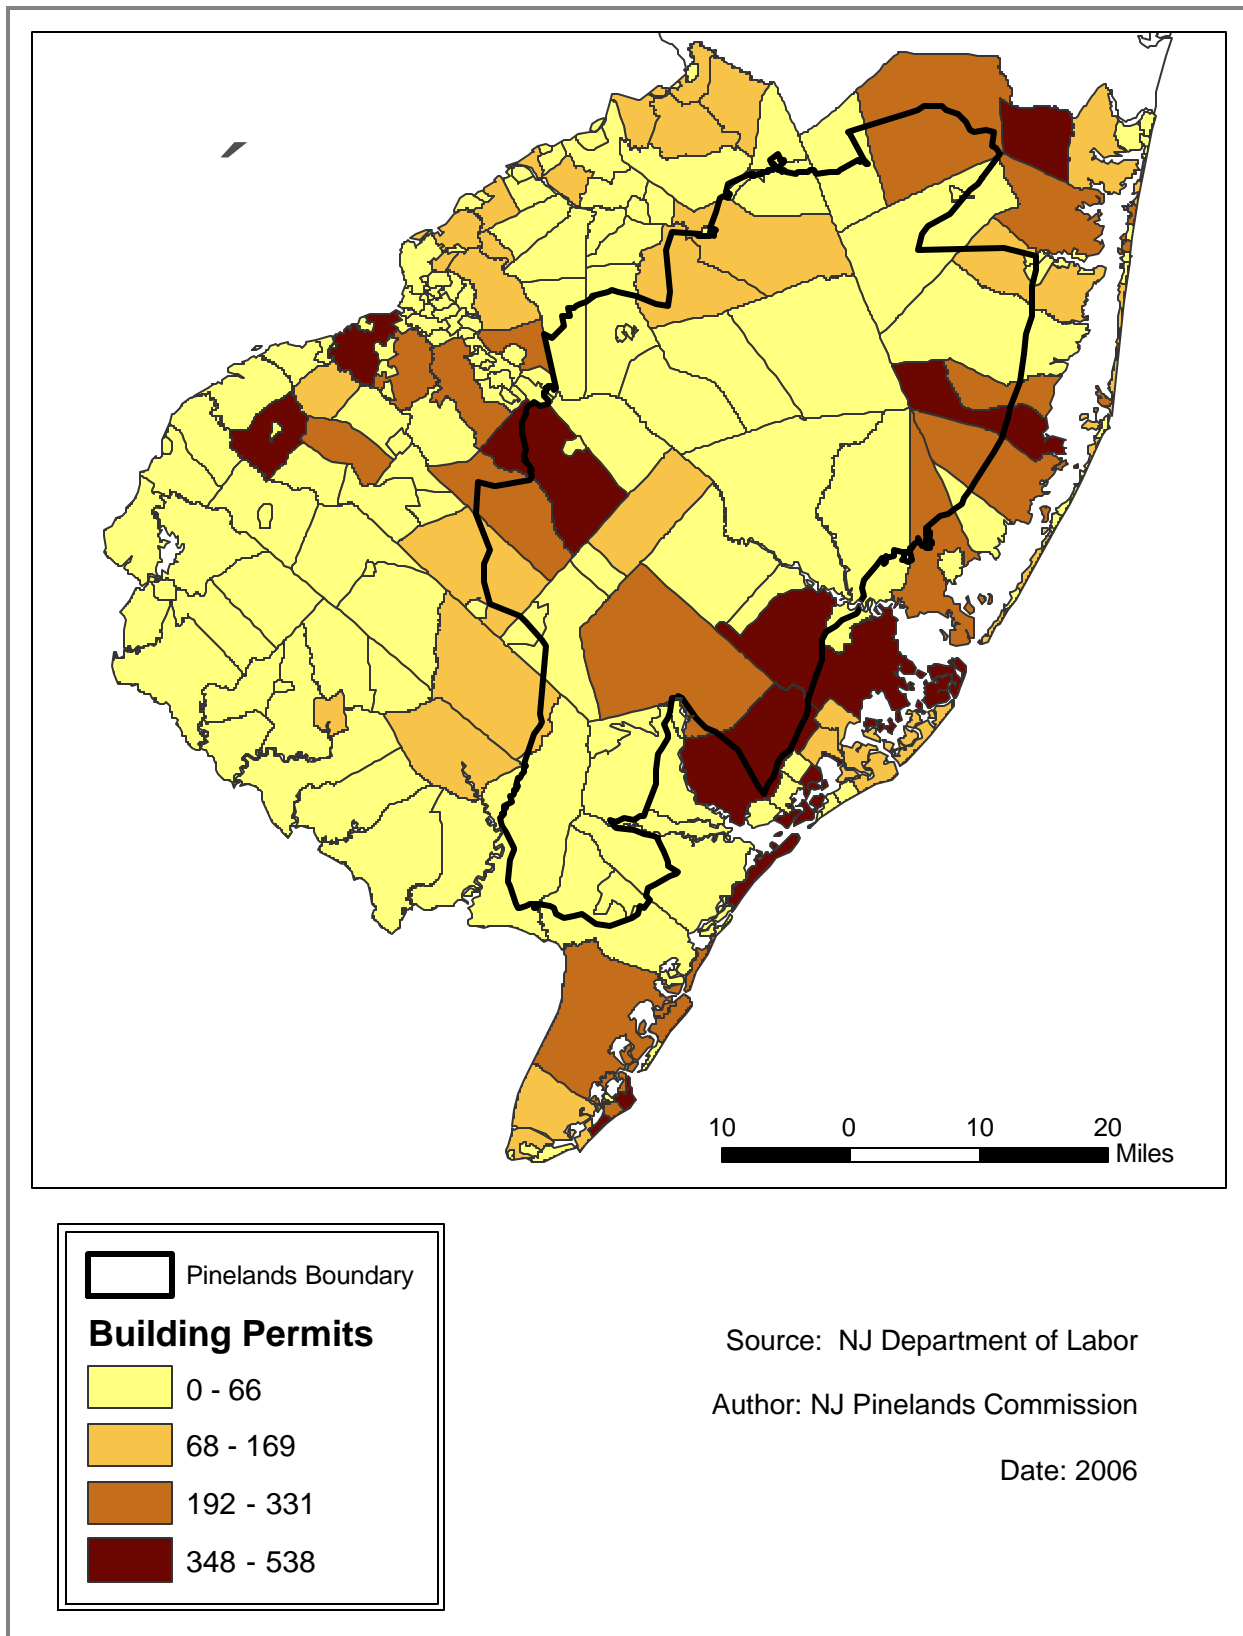 10 0 10 20
Miles
Pinelands Boundary
Building Permits
0 - 66
68 - 169
192 - 331
348 - 538
Source: NJ Department of Labor
Author: NJ Pinelands Commission
Date: 2006